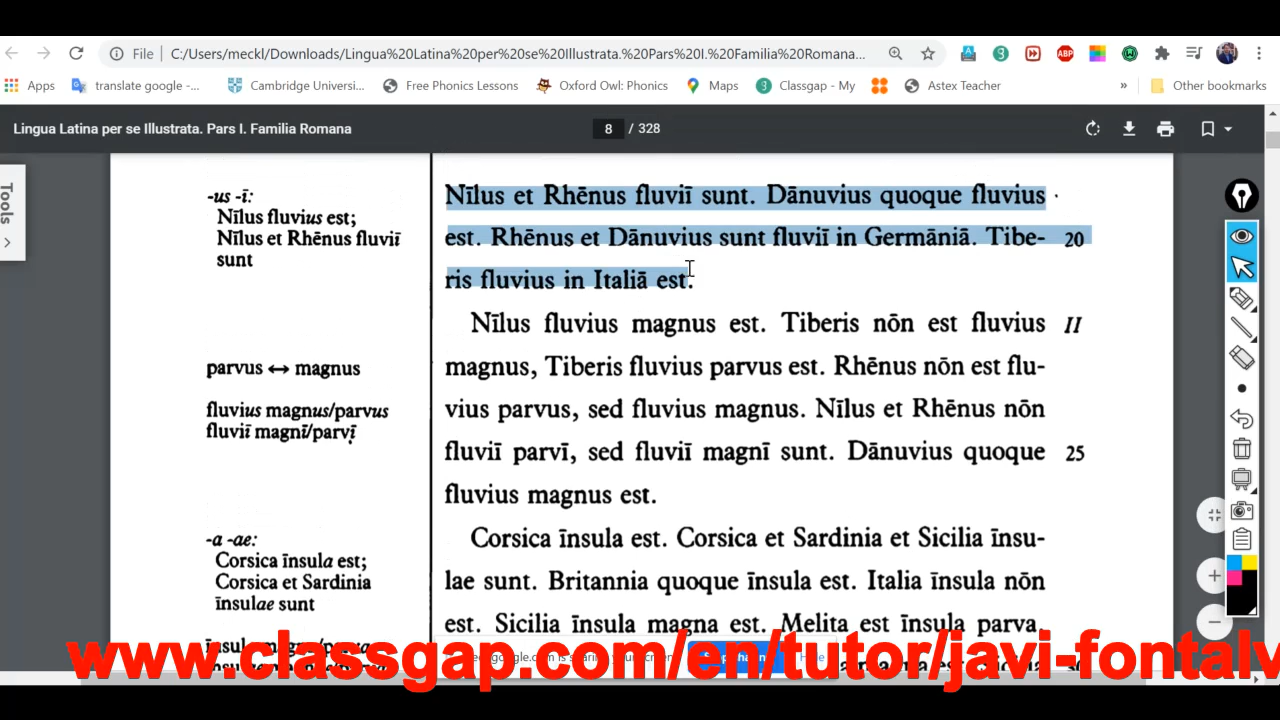 File | C:/Users/meckl/Downloads/Lingua%20Latina%20per%20se%20Illustrata.%20Pars%20I.%20Familia%20Romana...
Apps translate google -... Cambridge Universi... Free Phonics Lessons Oxford Owl: Phonics Maps Classgap - My Astex Teacher » Other bookmarks
Lingua Latina per se Illustrata. Pars I. Familia Romana 8 / 328
Tools
-us -ī:
Nīlus fluvius est;
Nīlus et Rhēnus fluviī
sunt
parvus ↔ magnus
fluvius magnus/parvus
fluviī magnī/parvī
-a -ae:
Corsica īnsula est;
Corsica et Sardinia
īnsulae sunt
Nīlus et Rhēnus fluviī sunt. Dānuvius quoque fluvius
est. Rhēnus et Dānuvius sunt fluviī in Germāniā. Tibe- 20
ris fluvius in Italiā est.
Nīlus fluvius magnus est. Tiberis nōn est fluvius II
magnus, Tiberis fluvius parvus est. Rhēnus nōn est flu-
vius parvus, sed fluvius magnus. Nīlus et Rhēnus nōn
fluviī parvī, sed fluviī magnī sunt. Dānuvius quoque 25
fluvius magnus est.
Corsica īnsula est. Corsica et Sardinia et Sicilia īnsu-
lae sunt. Britannia quoque īnsula est. Italia īnsula nōn
est. Sicilia īnsula magna est. Melita est īnsula parva.
www.classgap.com/en/tutor/javi-fontalv